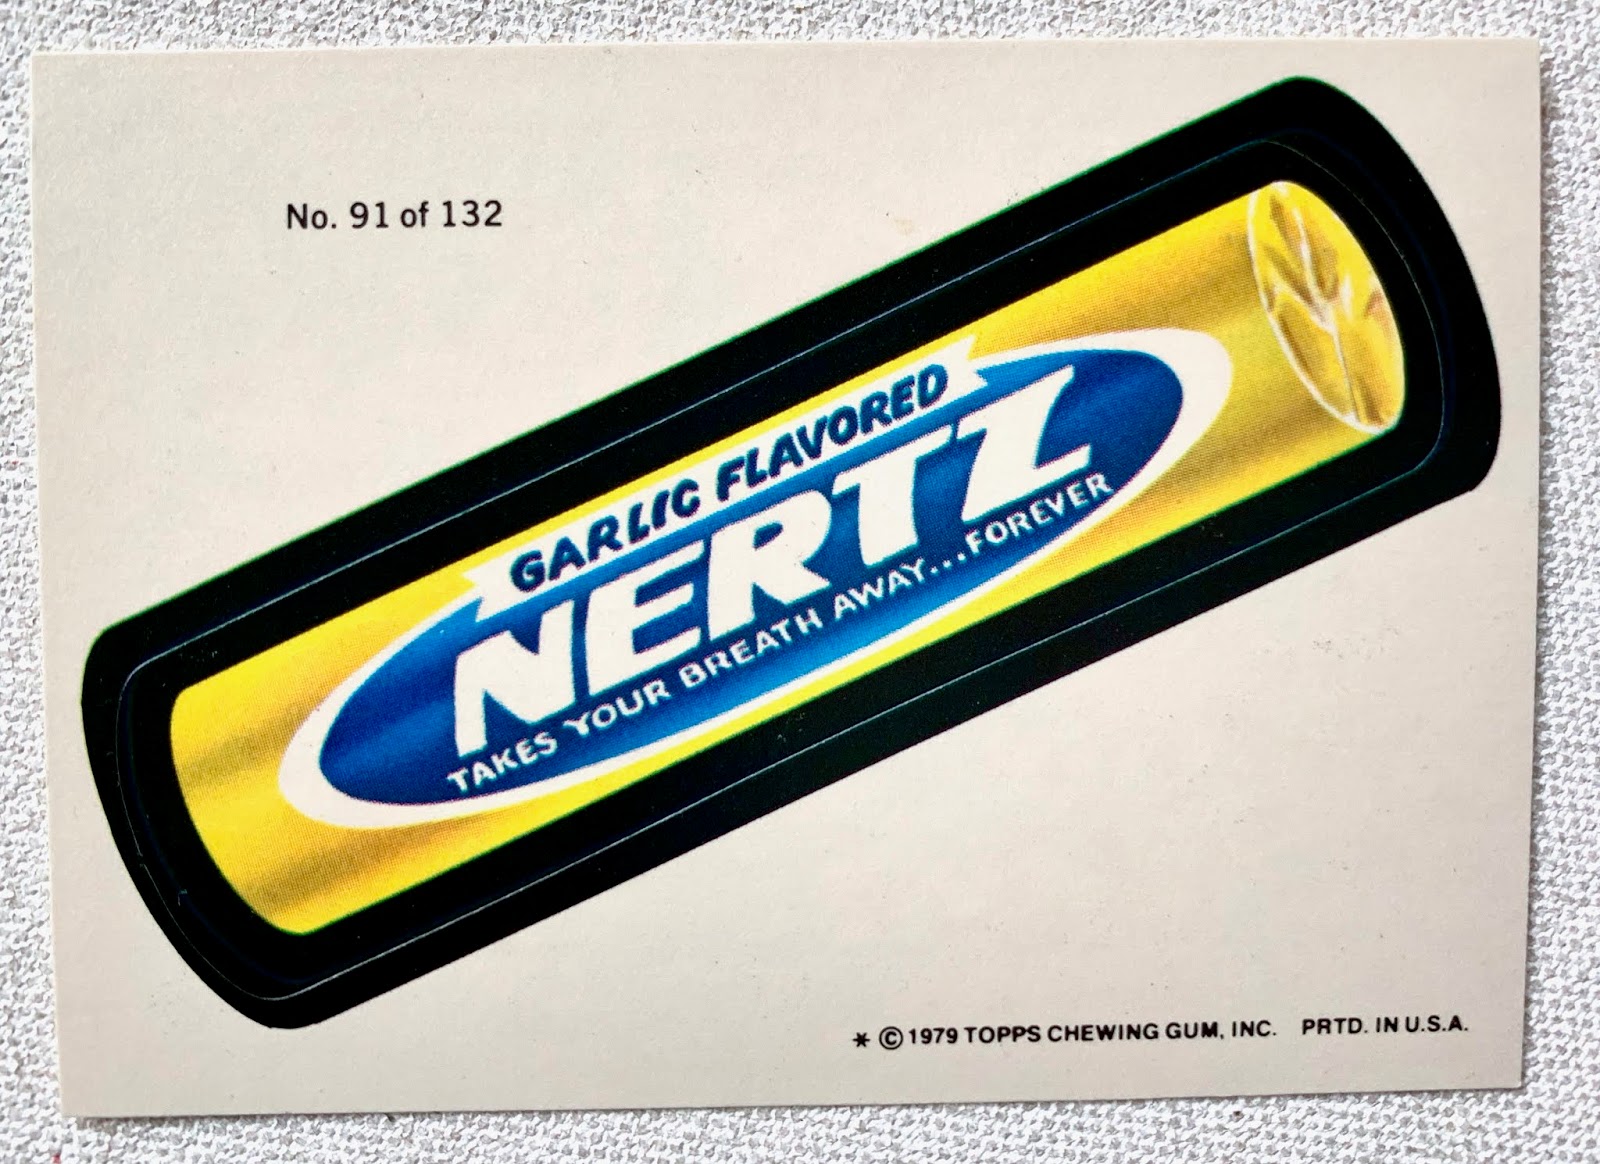 No. 91 of 132
GARLIC FLAVORED
NERTZ
TAKES YOUR BREATH AWAY...FOREVER
* © 1979 TOPPS CHEWING GUM, INC. PRTD. IN U.S.A.